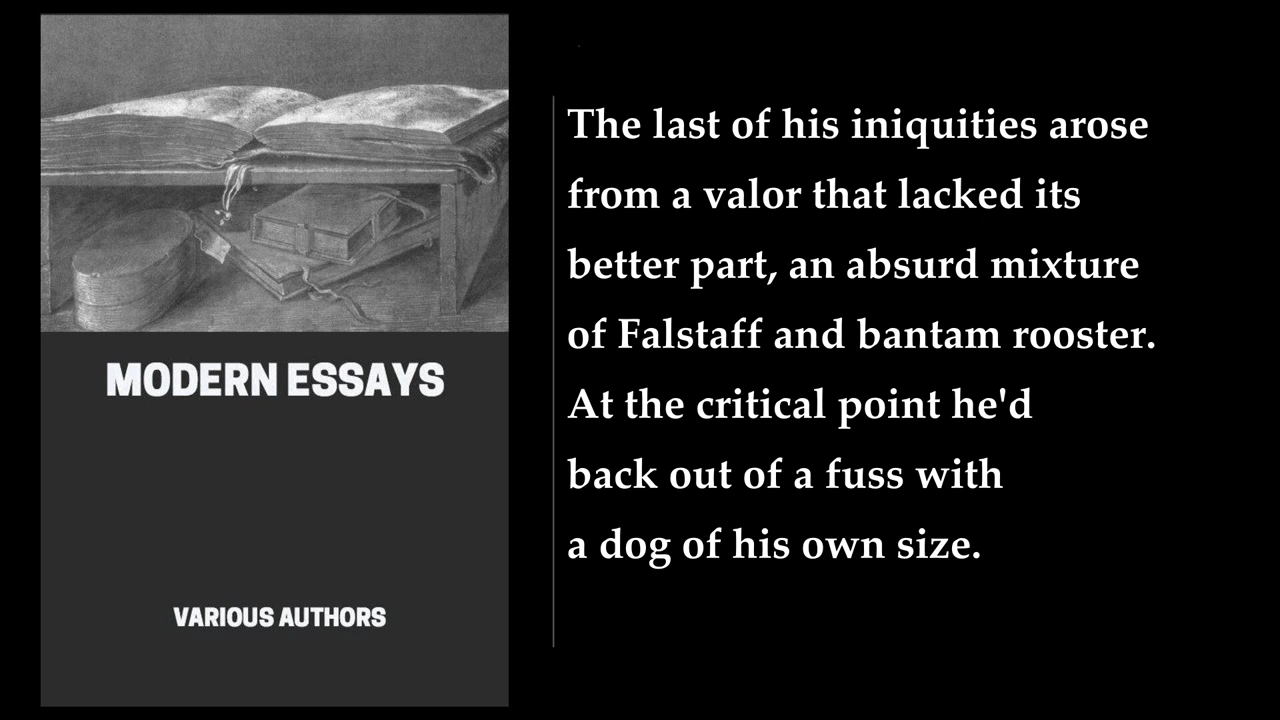 MODERN ESSAYS
VARIOUS AUTHORS
The last of his iniquities arose
from a valor that lacked its
better part, an absurd mixture
of Falstaff and bantam rooster.
At the critical point he'd
back out of a fuss with
a dog of his own size.